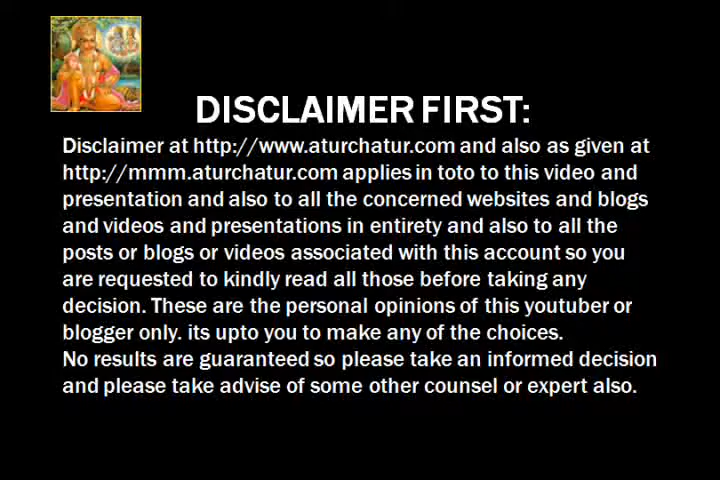 DISCLAIMER FIRST:
Disclaimer at http://www.aturchatur.com and also as given at
http://mmm.aturchatur.com applies in toto to this video and
presentation and also to all the concerned websites and blogs
and videos and presentations in entirety and also to all the
posts or blogs or videos associated with this account so you
are requested to kindly read all those before taking any
decision. These are the personal opinions of this youtuber or
blogger only. its upto you to make any of the choices.
No results are guaranteed so please take an informed decision
and please take advise of some other counsel or expert also.